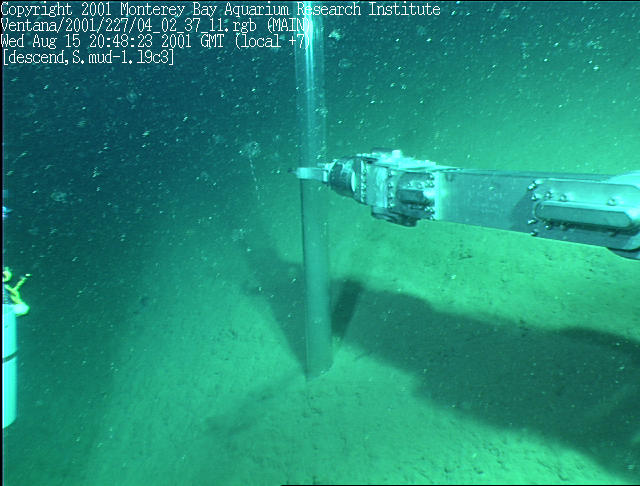 Copyright 2001 Monterey Bay Aquarium Research Institute
Ventana/2001/227/04_02_37_11.rgb (MAIN)
Wed Aug 15 20:48:23 2001 GMT (local +7)
[descend,S.mud-1.19c3]